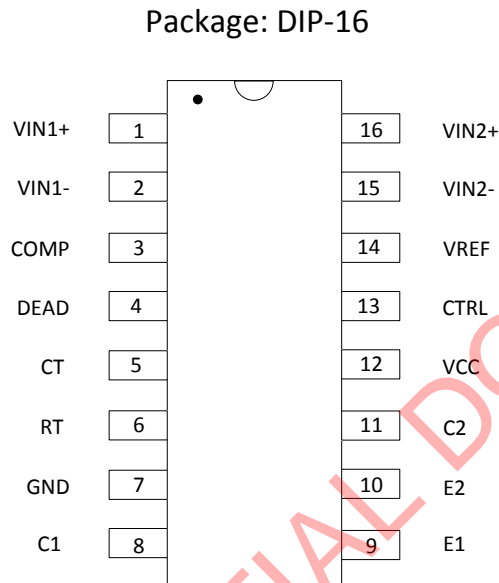 Package: DIP-16
VIN1+ 1 16 VIN2+
VIN1- 2 15 VIN2-
COMP 3 14 VREF
DEAD 4 13 CTRL
CT 5 12 VCC
RT 6 11 C2
GND 7 10 E2
C1 8 9 E1